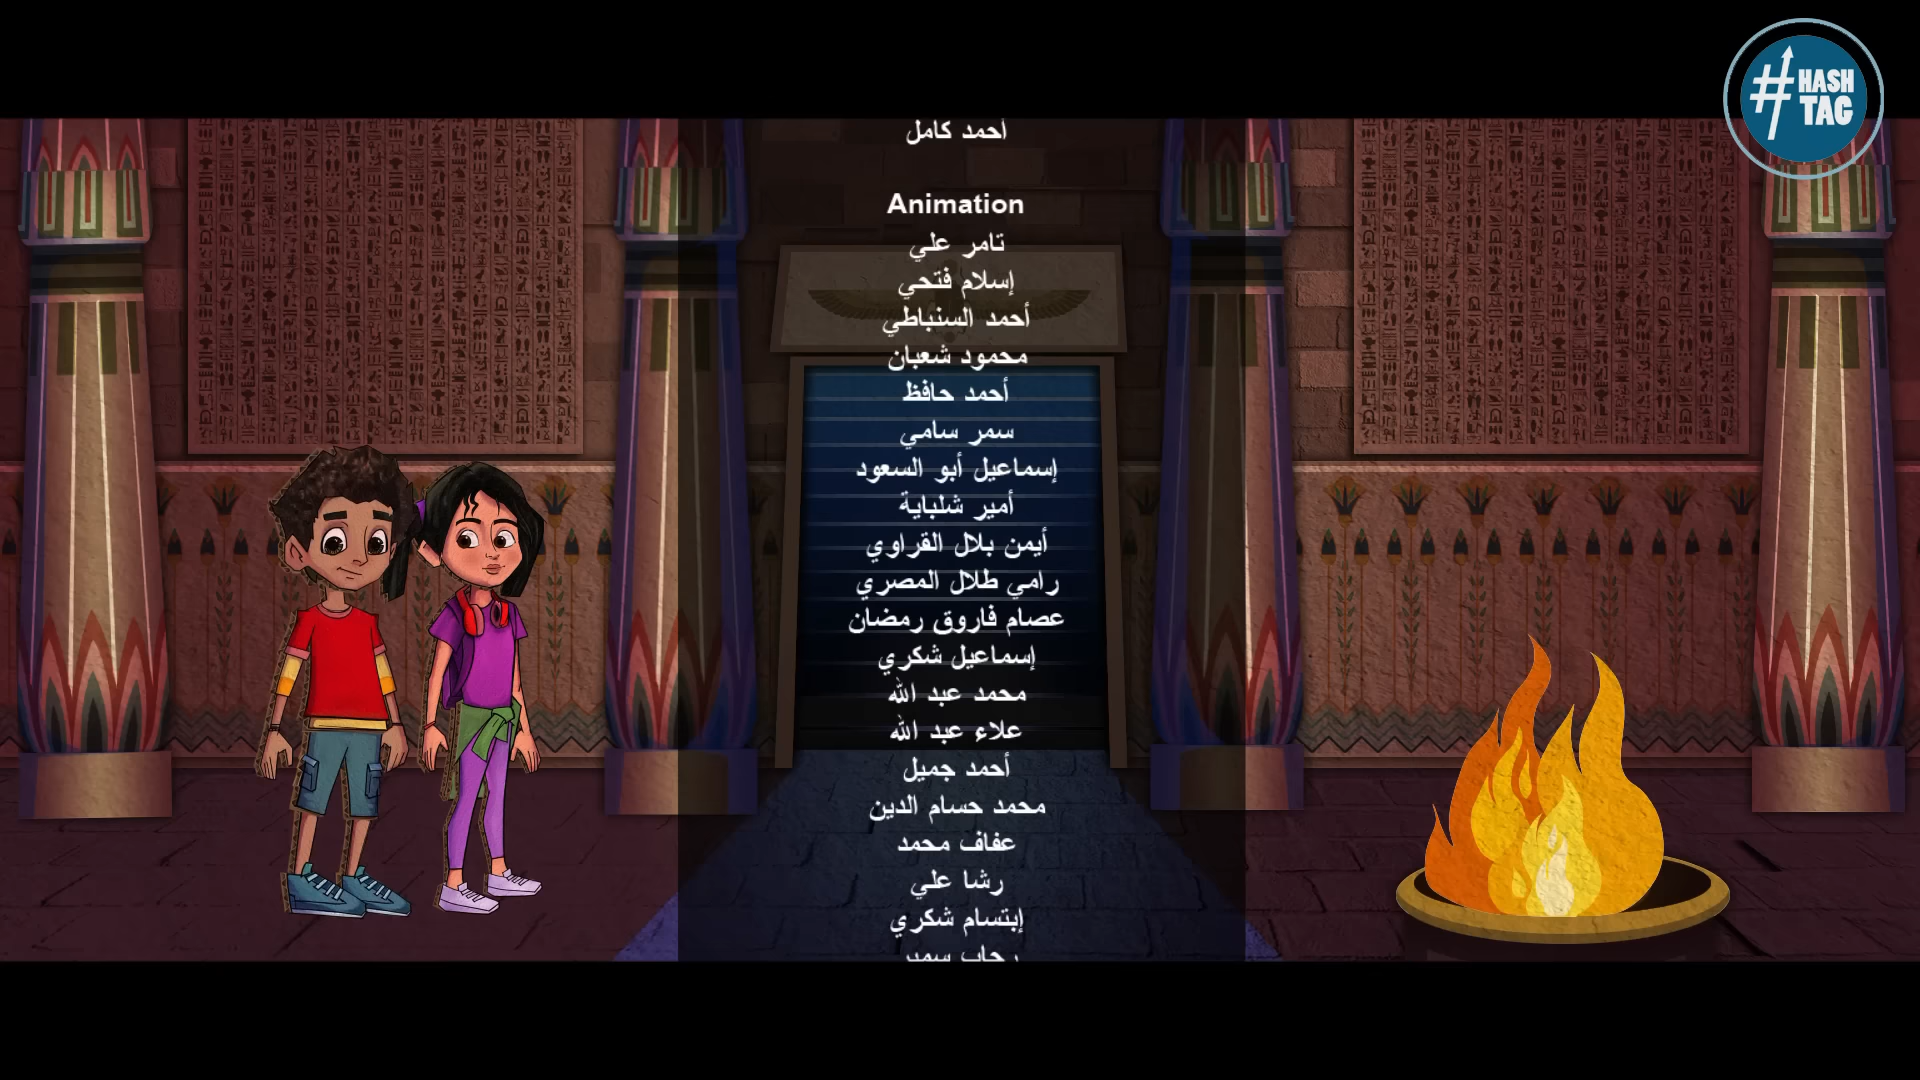 #HASH
TAG
أحمد كامل
Animation
تامر علي
إسلام فتحي
أحمد السنباطي
محمود شعبان
أحمد حافظ
سمر سامي
إسماعيل أبو السعود
أمير شلباية
أيمن بلال القراوي
رامي طلال المصري
عصام فاروق رمضان
إسماعيل شكري
محمد عبد الله
علاء عبد الله
أحمد جميل
محمد حسام الدين
عفاف محمد
رشا علي
إبتسام شكري
رحاب سمير